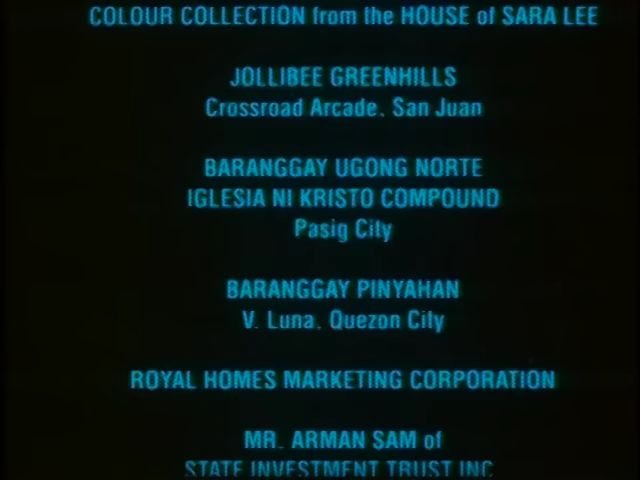 COLOUR COLLECTION from the HOUSE of SARA LEE
JOLLIBEE GREENHILLS
Crossroad Arcade, San Juan
BARANGGAY UGONG NORTE
IGLESIA NI KRISTO COMPOUND
Pasig City
BARANGGAY PINYAHAN
V. Luna, Quezon City
ROYAL HOMES MARKETING CORPORATION
MR. ARMAN SAM of
STATE INVESTMENT TRUST INC